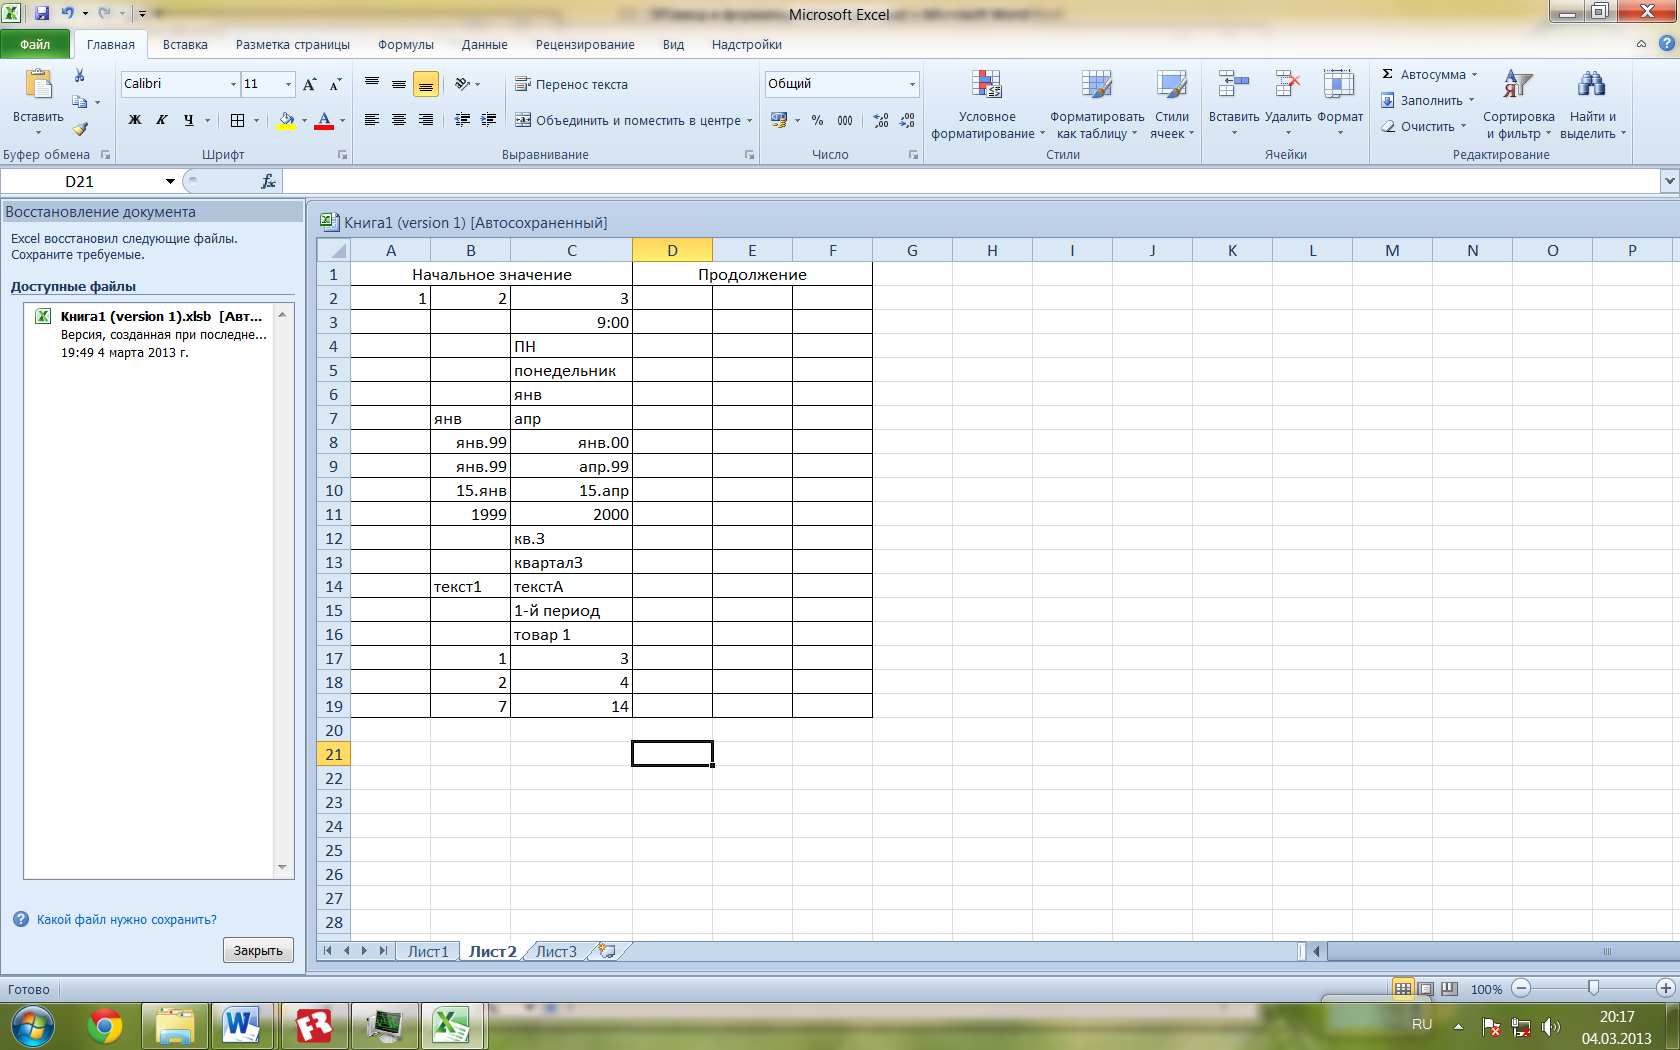 Microsoft Excel
Файл Главная Вставка Разметка страницы Формулы Данные Рецензирование Вид Надстройки
Вставить
Буфер обмена
Calibri 11
Ж К Ч
Шрифт
Перенос текста
Объединить и поместить в центре
Выравнивание
Общий
% 000
Число
Условное форматирование
Форматировать как таблицу
Стили ячеек
Стили
Вставить Удалить Формат
Ячейки
Σ Автосумма
Заполнить
Очистить
Сортировка и фильтр
Найти и выделить
Редактирование
D21 fx
Восстановление документа
Excel восстановил следующие файлы.
Сохраните требуемые.
Доступные файлы
Книга1 (version 1).xlsb [Авт...
Версия, созданная при последне...
19:49 4 марта 2013 г.
Какой файл нужно сохранить?
Закрыть
Книга1 (version 1) [Автосохраненный]
A B C D E F G H I J K L M N O P
1 Начальное значение Продолжение
2 1 2 3
3 9:00
4 ПН
5 понедельник
6 янв
7 янв апр
8 янв.99 янв.00
9 янв.99 апр.99
10 15.янв 15.апр
11 1999 2000
12 кв.3
13 квартал3
14 текст1 текстА
15 1-й период
16 товар 1
17 1 3
18 2 4
19 7 14
20
21
22
23
24
25
26
27
28
Лист1 Лист2 Лист3
Готово 100%
RU 20:17
04.03.2013